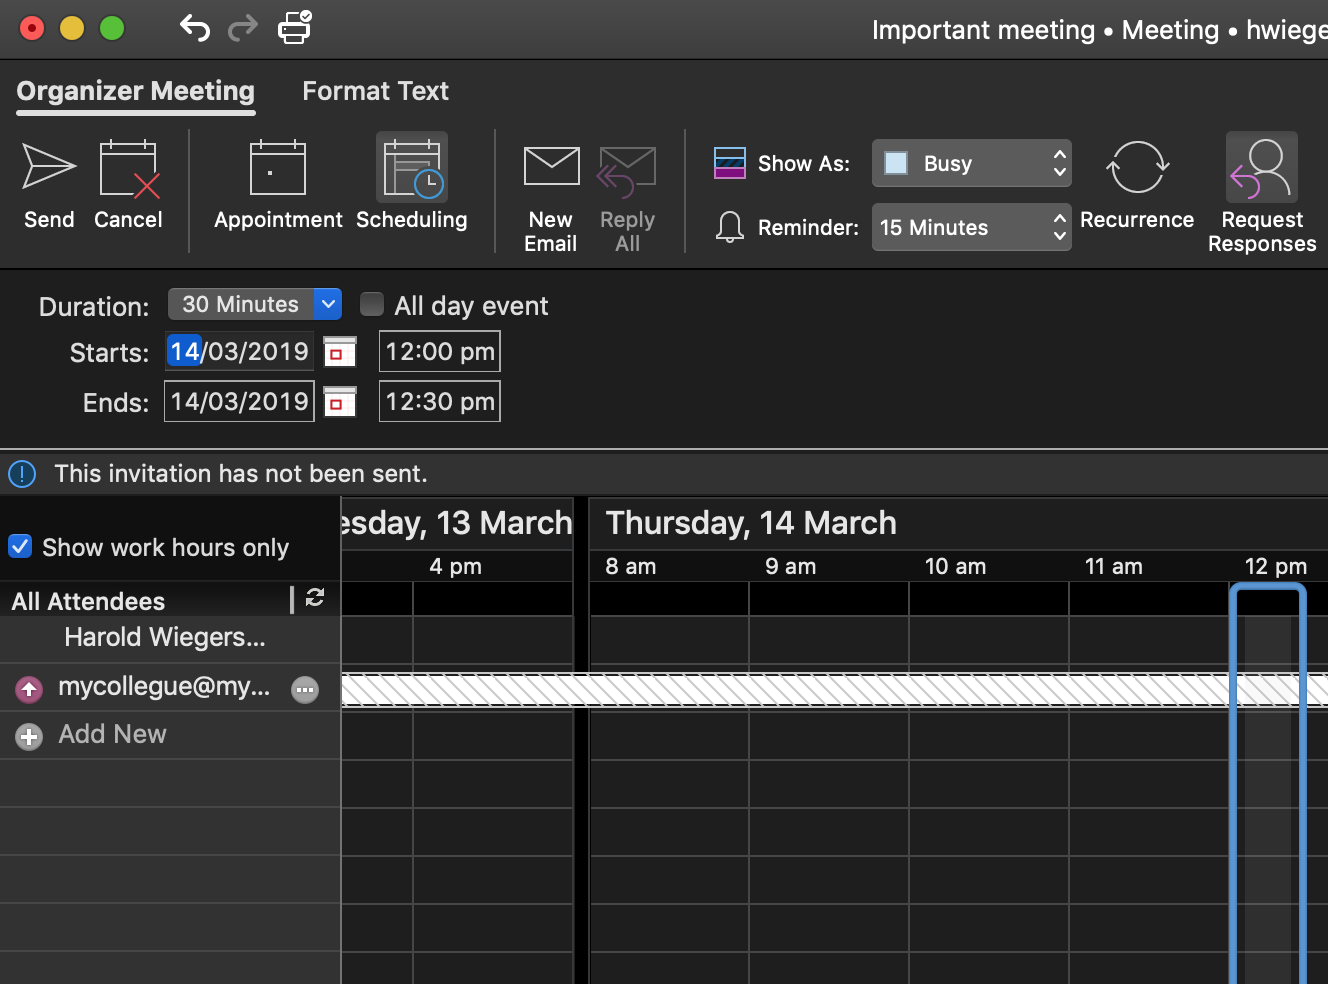 Important meeting • Meeting • hwiege
Organizer Meeting Format Text
Send Cancel Appointment Scheduling New Email Reply All Show As: Busy Reminder: 15 Minutes Recurrence Request Responses
Duration: 30 Minutes All day event
Starts: 14/03/2019 12:00 pm
Ends: 14/03/2019 12:30 pm
This invitation has not been sent.
esday, 13 March Thursday, 14 March
Show work hours only
4 pm 8 am 9 am 10 am 11 am 12 pm
All Attendees
Harold Wiegers...
mycollegue@my...
Add New